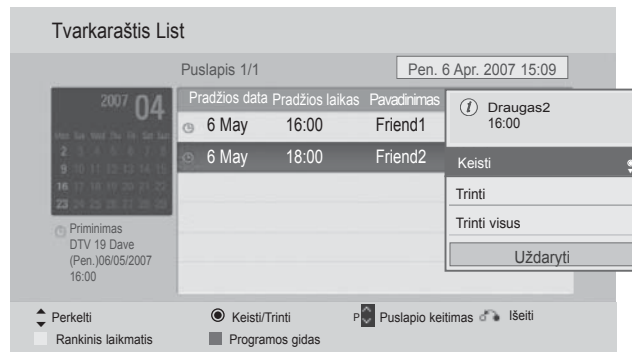 Tvarkaraštis List
Puslapis 1/1
Pen. 6 Apr. 2007 15:09
2007 04
Pradžios data Pradžios laikas Pavadinimas
6 May 16:00 Friend1
6 May 18:00 Friend2
Priminimas
DTV 19 Dave
(Pen.)06/05/2007
16:00
Draugas2
16:00
Keisti
Trinti
Trinti visus
Uždaryti
Perkelti Keisti/Trinti P Puslapio keitimas Išeiti
Rankinis laikmatis Programos gidas